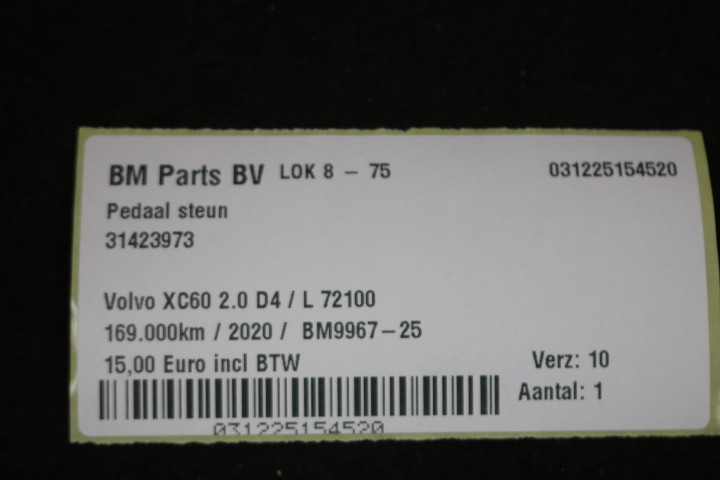 BM Parts BV LOK 8 - 75 031225154520
Pedaal steun
31423973
Volvo XC60 2.0 D4 / L 72100
169.000km / 2020 / BM9967-25
15,00 Euro incl BTW Verz: 10
Aantal: 1
031225154520